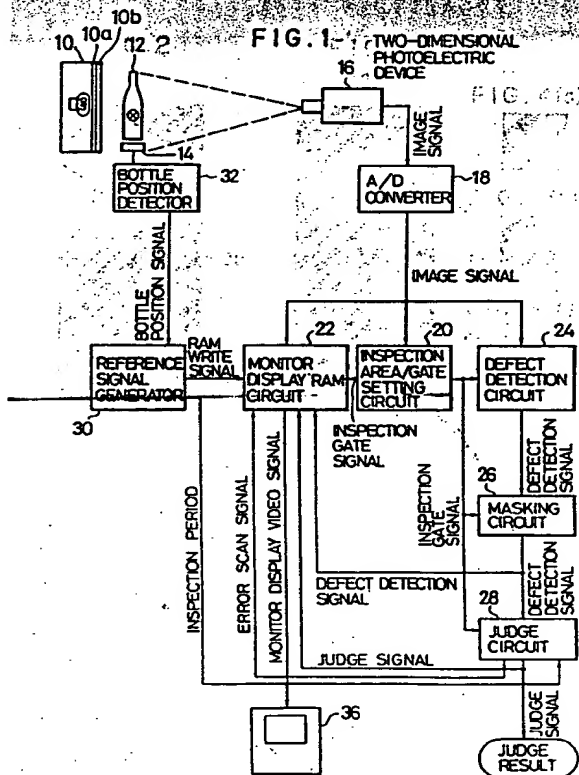 10 10a 10b
12 2
FIG. 1
TWO-DIMENSIONAL
PHOTOELECTRIC
DEVICE
16
14
BOTTLE
POSITION
DETECTOR
32
IMAGE
SIGNAL
A/D
CONVERTER
18
BOTTLE
POSITION SIGNAL
IMAGE SIGNAL
RAM
WRITE SIGNAL
22
20
24
REFERENCE
SIGNAL
GENERATOR
30
MONITOR
DISPLAY RAM
CIRCUIT
INSPECTION
AREA/GATE
SETTING
CIRCUIT
DEFECT
DETECTION
CIRCUIT
INSPECTION
GATE SIGNAL
INSPECTION PERIOD
ERROR SCAN SIGNAL
MONITOR DISPLAY VIDEO SIGNAL
INSPECTION
GATE
SIGNAL
DEFECT
DETECTION
SIGNAL
26
MASKING
CIRCUIT
DEFECT DETECTION
SIGNAL
DEFECT
DETECTION
SIGNAL
28
JUDGE
CIRCUIT
JUDGE SIGNAL
36
JUDGE
SIGNAL
JUDGE
RESULT